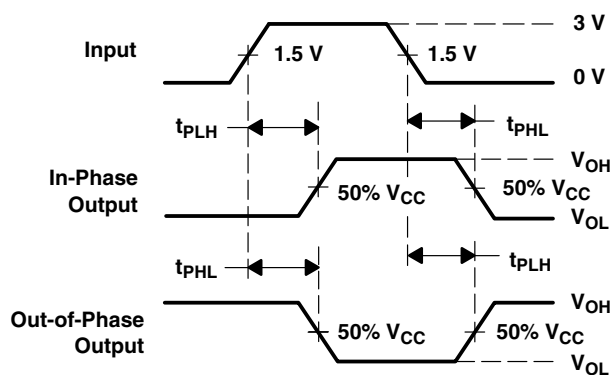 3 V
Input
1.5 V
1.5 V
0 V
tPLH
tPHL
VOH
In-Phase
Output
50% VCC
50% VCC
VOL
tPHL
tPLH
VOH
Out-of-Phase
Output
50% VCC
50% VCC
VOL